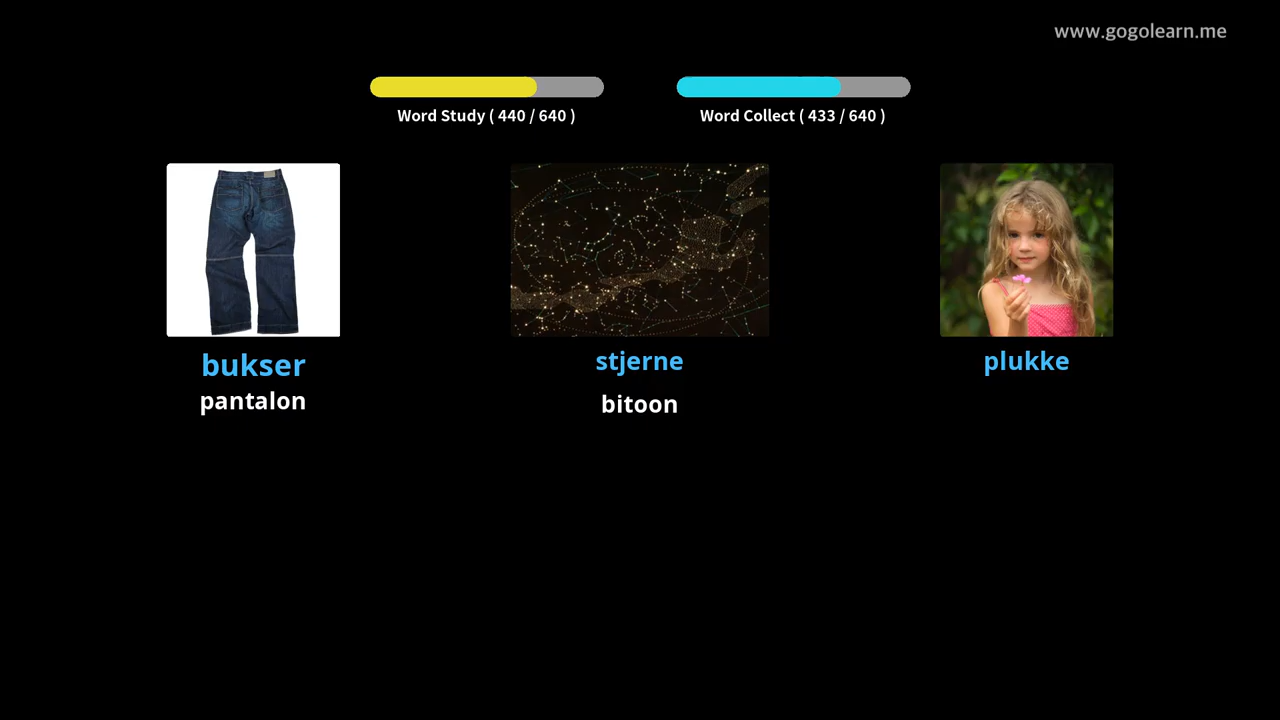 www.gogolearn.me
Word Study ( 440 / 640 )
Word Collect ( 433 / 640 )
bukser
pantalon
stjerne
bitoon
plukke